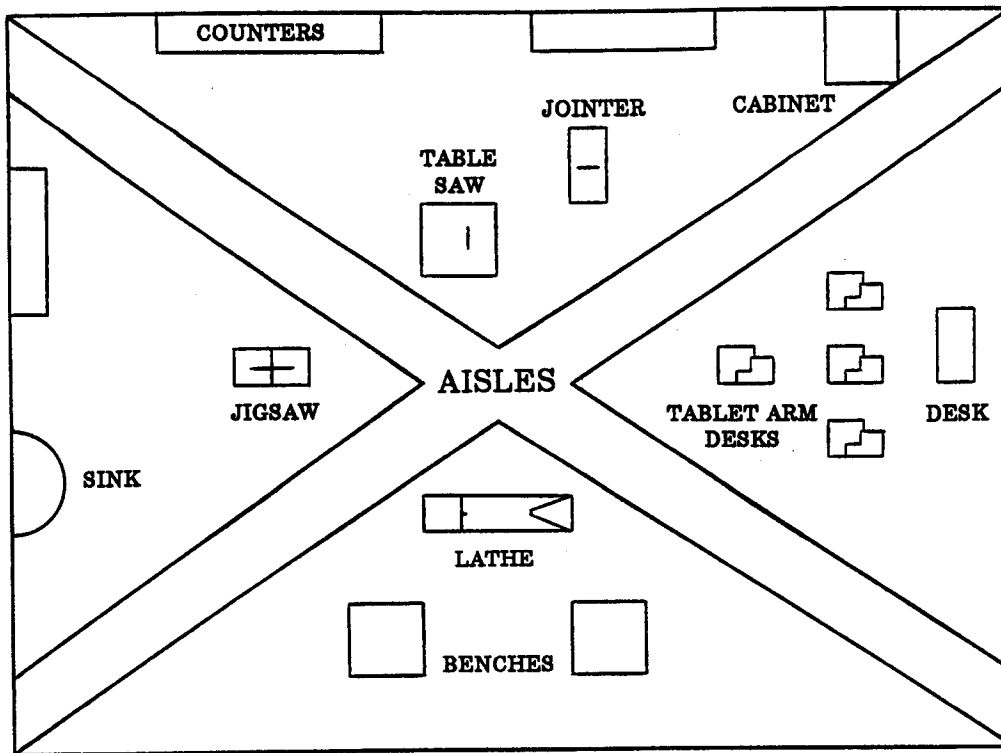 COUNTERS
JOINTER
CABINET
TABLE
SAW
AISLES
JIGSAW
TABLET ARM
DESKS
DESK
SINK
LATHE
BENCHES